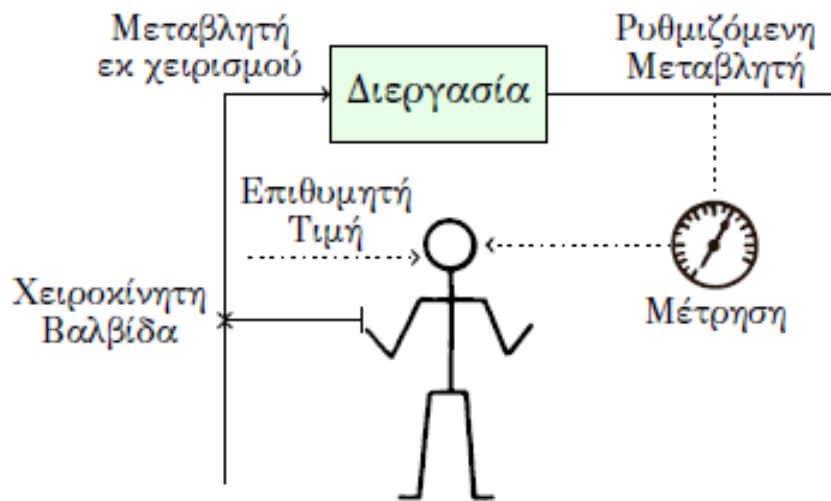 Μεταβλητή
εκ χειρισμού
Διεργασία
Ρυθμιζόμενη
Μεταβλητή
Επιθυμητή
Τιμή
Χειροκίνητη
Βαλβίδα
Μέτρηση